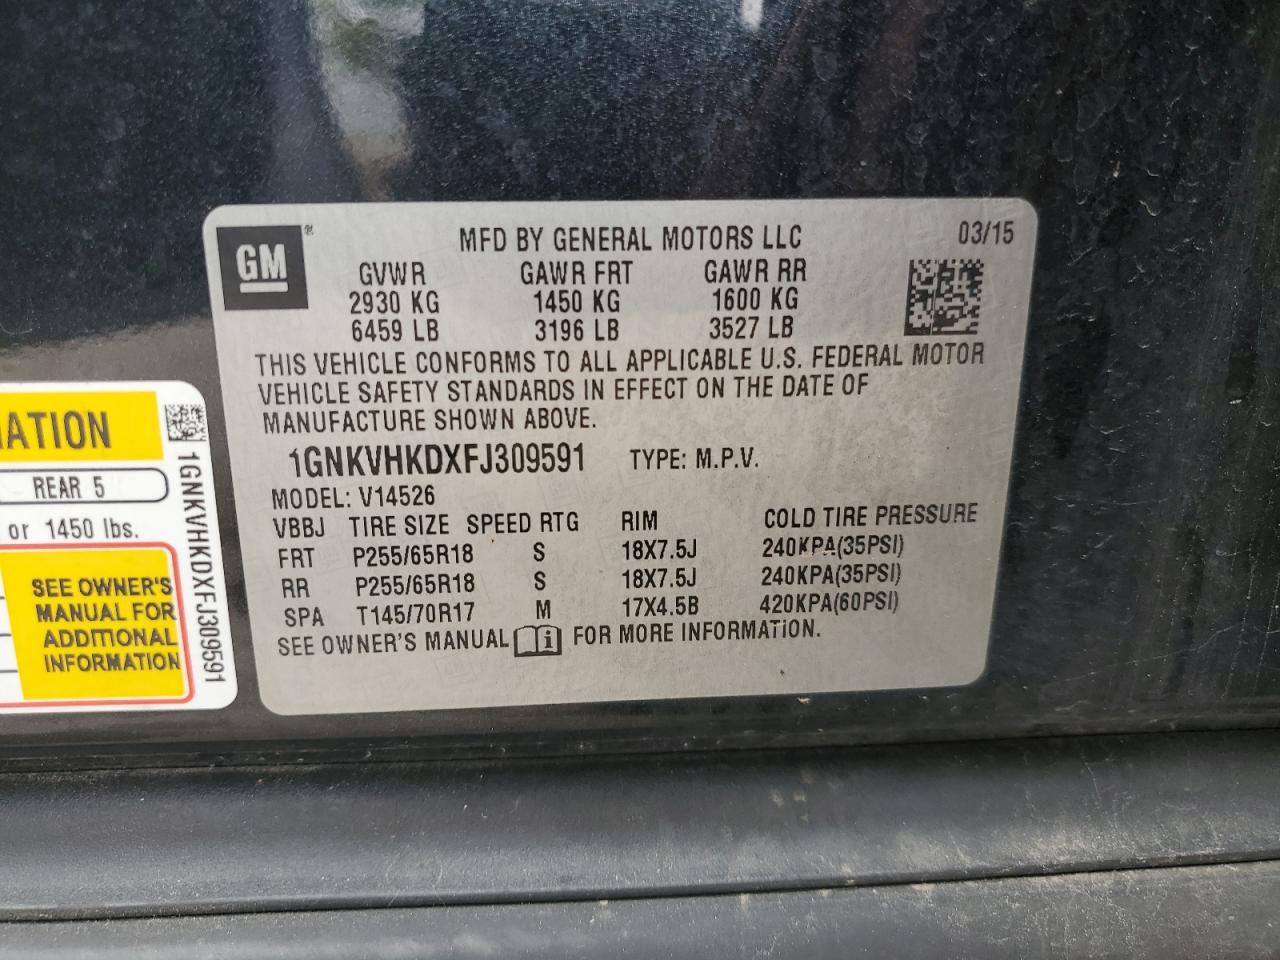 GM
MFD BY GENERAL MOTORS LLC 03/15
GVWR GAWR FRT GAWR RR
2930 KG 1450 KG 1600 KG
6459 LB 3196 LB 3527 LB
THIS VEHICLE CONFORMS TO ALL APPLICABLE U.S. FEDERAL MOTOR
VEHICLE SAFETY STANDARDS IN EFFECT ON THE DATE OF
MANUFACTURE SHOWN ABOVE.
1GNKVHKDXFJ309591 TYPE: M.P.V.
MODEL: V14526
VBBJ TIRE SIZE SPEED RTG RIM COLD TIRE PRESSURE
FRT P255/65R18 S 18X7.5J 240KPA(35PSI)
RR P255/65R18 S 18X7.5J 240KPA(35PSI)
SPA T145/70R17 M 17X4.5B 420KPA(60PSI)
SEE OWNER'S MANUAL i FOR MORE INFORMATION.
ATION
REAR 5
or 1450 lbs.
SEE OWNER'S
MANUAL FOR
ADDITIONAL
INFORMATION
1GNKVHKDXFJ309591